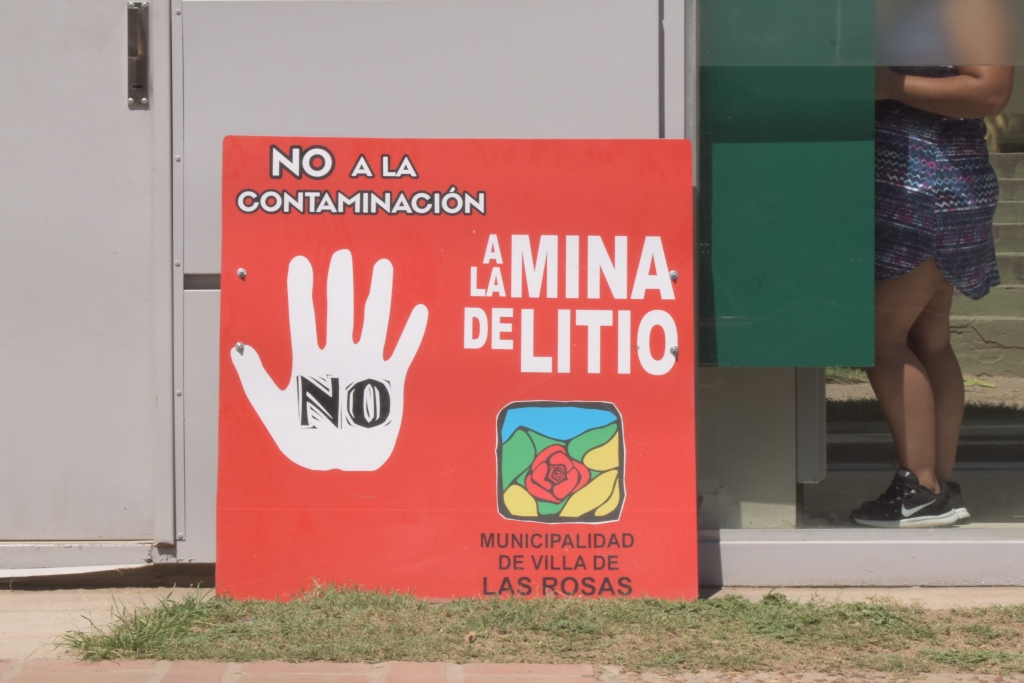 NO A LA
CONTAMINACIÓN
A LA MINA
DE LITIO
NO
MUNICIPALIDAD
DE VILLA DE
LAS ROSAS